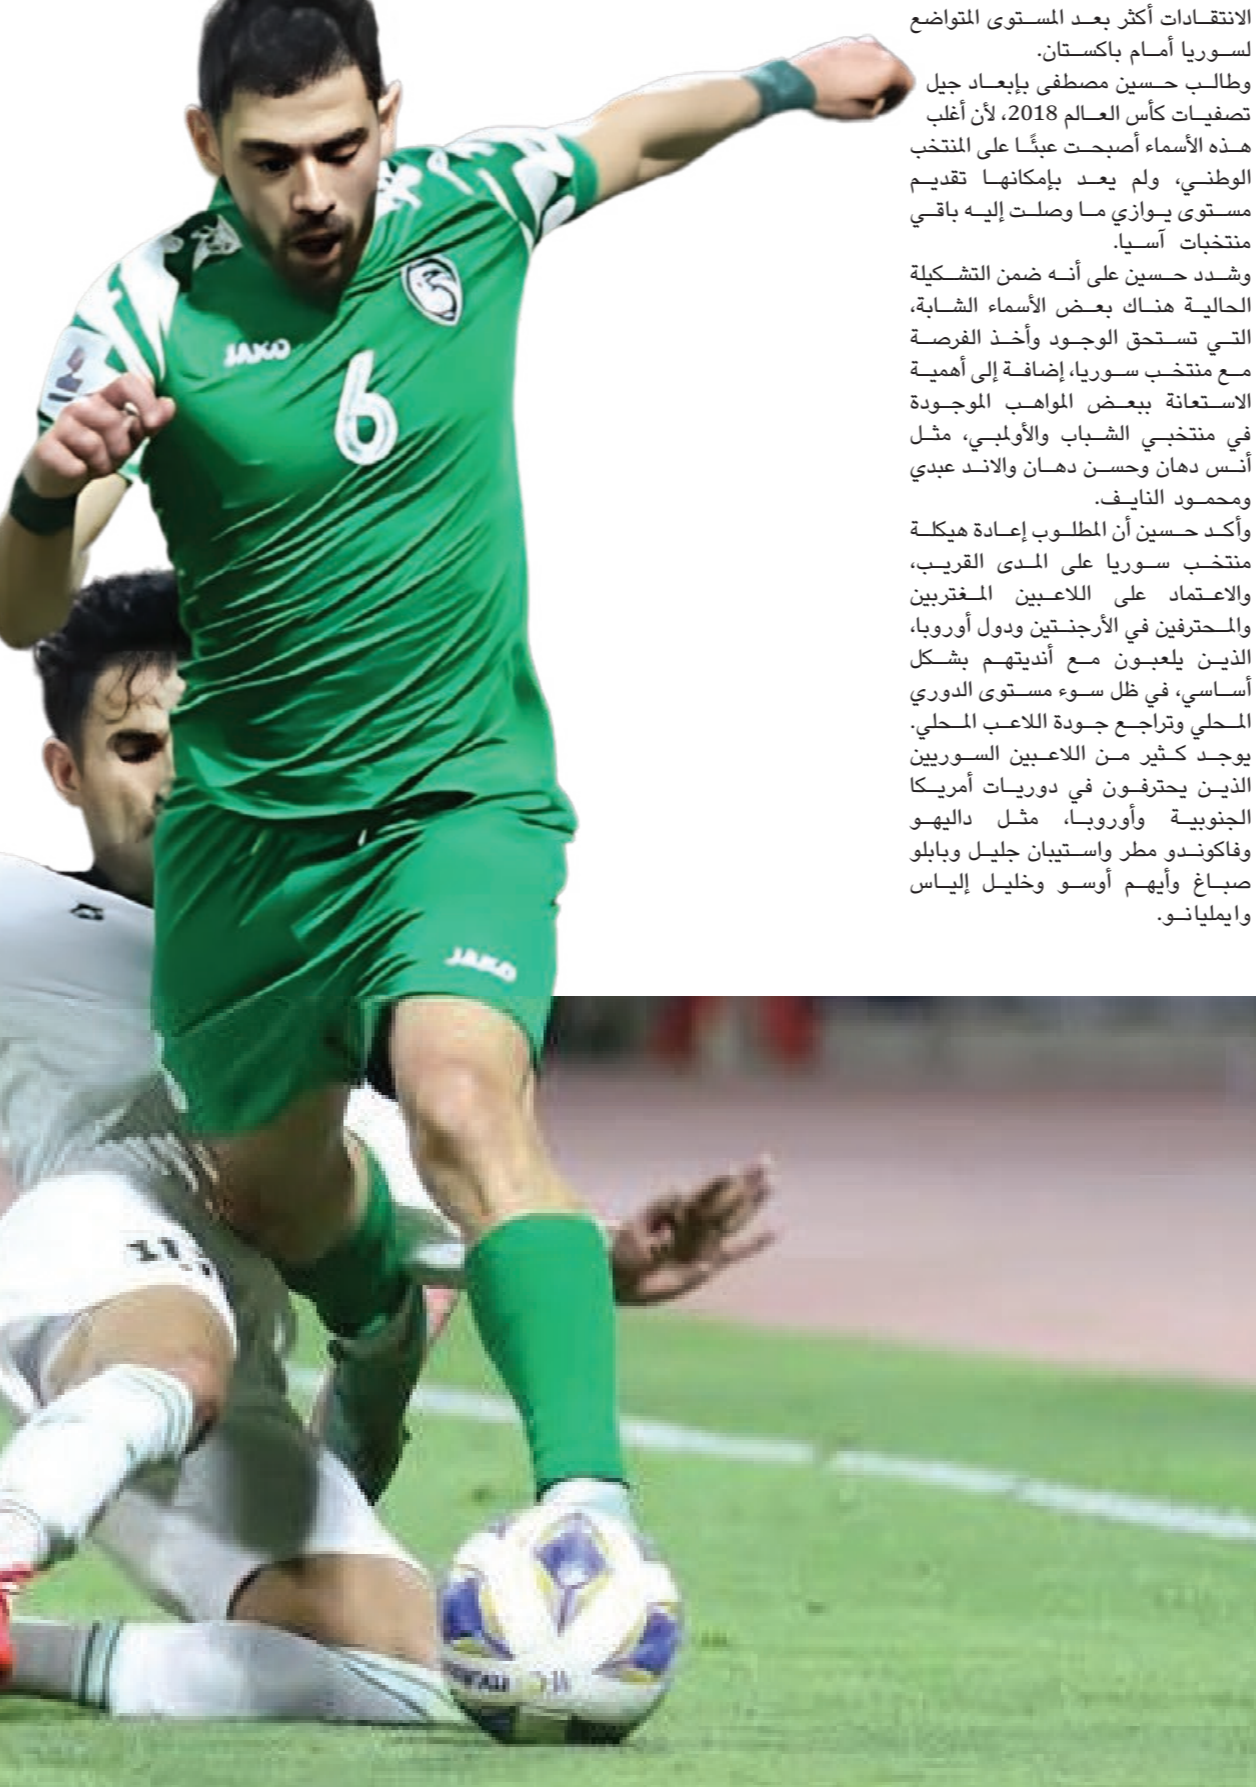 الانتقادات أكثر بعد المستوى المتواضع
لسوريا أمام باكستان.
وطالب حسين مصطفى بإبعاد جيل
تصفيات كأس العالم 2018، لأن أغلب
هذه الأسماء أصبحت عبئًا على المنتخب
الوطني، ولم يعد بإمكانها تقديم
مستوى يوازي ما وصلت إليه باقي
منتخبات آسيا.
وشدد حسين على أنه ضمن التشكيلة
الحالية هناك بعض الأسماء الشابة،
التي تستحق الوجود وأخذ الفرصة
مع منتخب سوريا، إضافة إلى أهمية
الاستعانة ببعض المواهب الموجودة
في منتخبي الشباب والأولمبي، مثل
أنس دهان وحسن دهان والاند عبدي
ومحمود النايف.
وأكد حسين أن المطلوب إعادة هيكلة
منتخب سوريا على المدى القريب،
والاعتماد على اللاعبين المغتربين
والمحترفين في الأرجنتين ودول أوروبا،
الذين يلعبون مع أنديتهم بشكل
أساسي، في ظل سوء مستوى الدوري
المحلي وتراجع جودة اللاعب المحلي.
يوجد كثير من اللاعبين السوريين
الذين يحترفون في دوريات أمريكا
الجنوبية وأوروبا، مثل داليهو
وفاكوندو مطر واستيبان جليل وبابلو
صباغ وأيهم أوسو وخليل إلياس
وايمليانو.
JAKO
6
JAKO
11